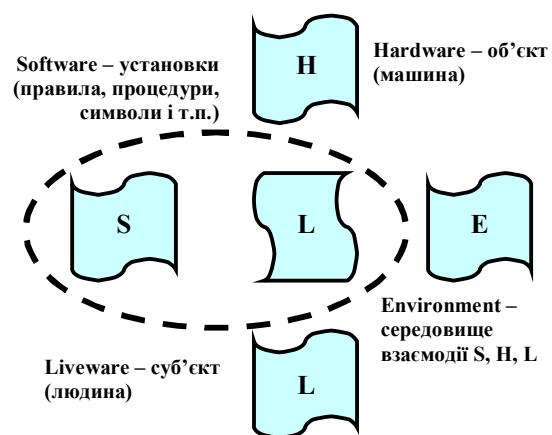 Software – установки
(правила, процедури,
символи і т.п.)
H
Hardware – об’єкт
(машина)
S
L
E
Environment –
середовище
взаємодії S, H, L
Liveware – суб’єкт
(людина)
L